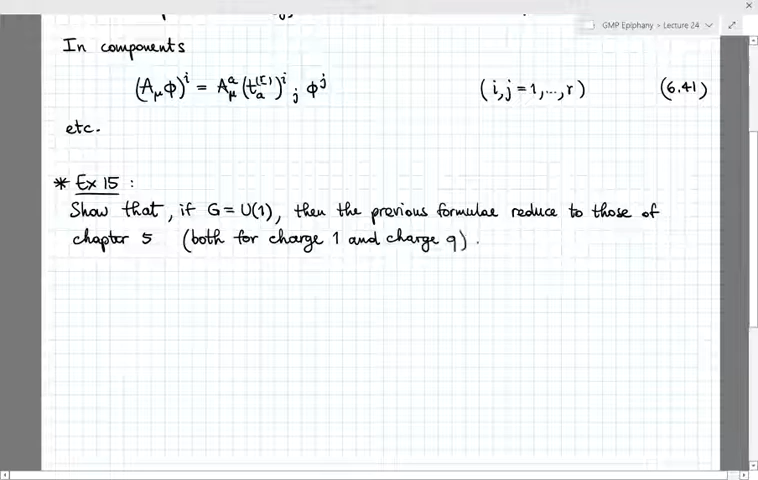 GMP Epiphany > Lecture 24
In components
(A_μ ϕ)^i = A_μ^a (t_a^{(r)})^i_j ϕ^j (i,j = 1,...,r) (6.41)
etc.
* Ex 15 :
Show that, if G = U(1), then the previous formulae reduce to those of
chapter 5 (both for charge 1 and charge q).